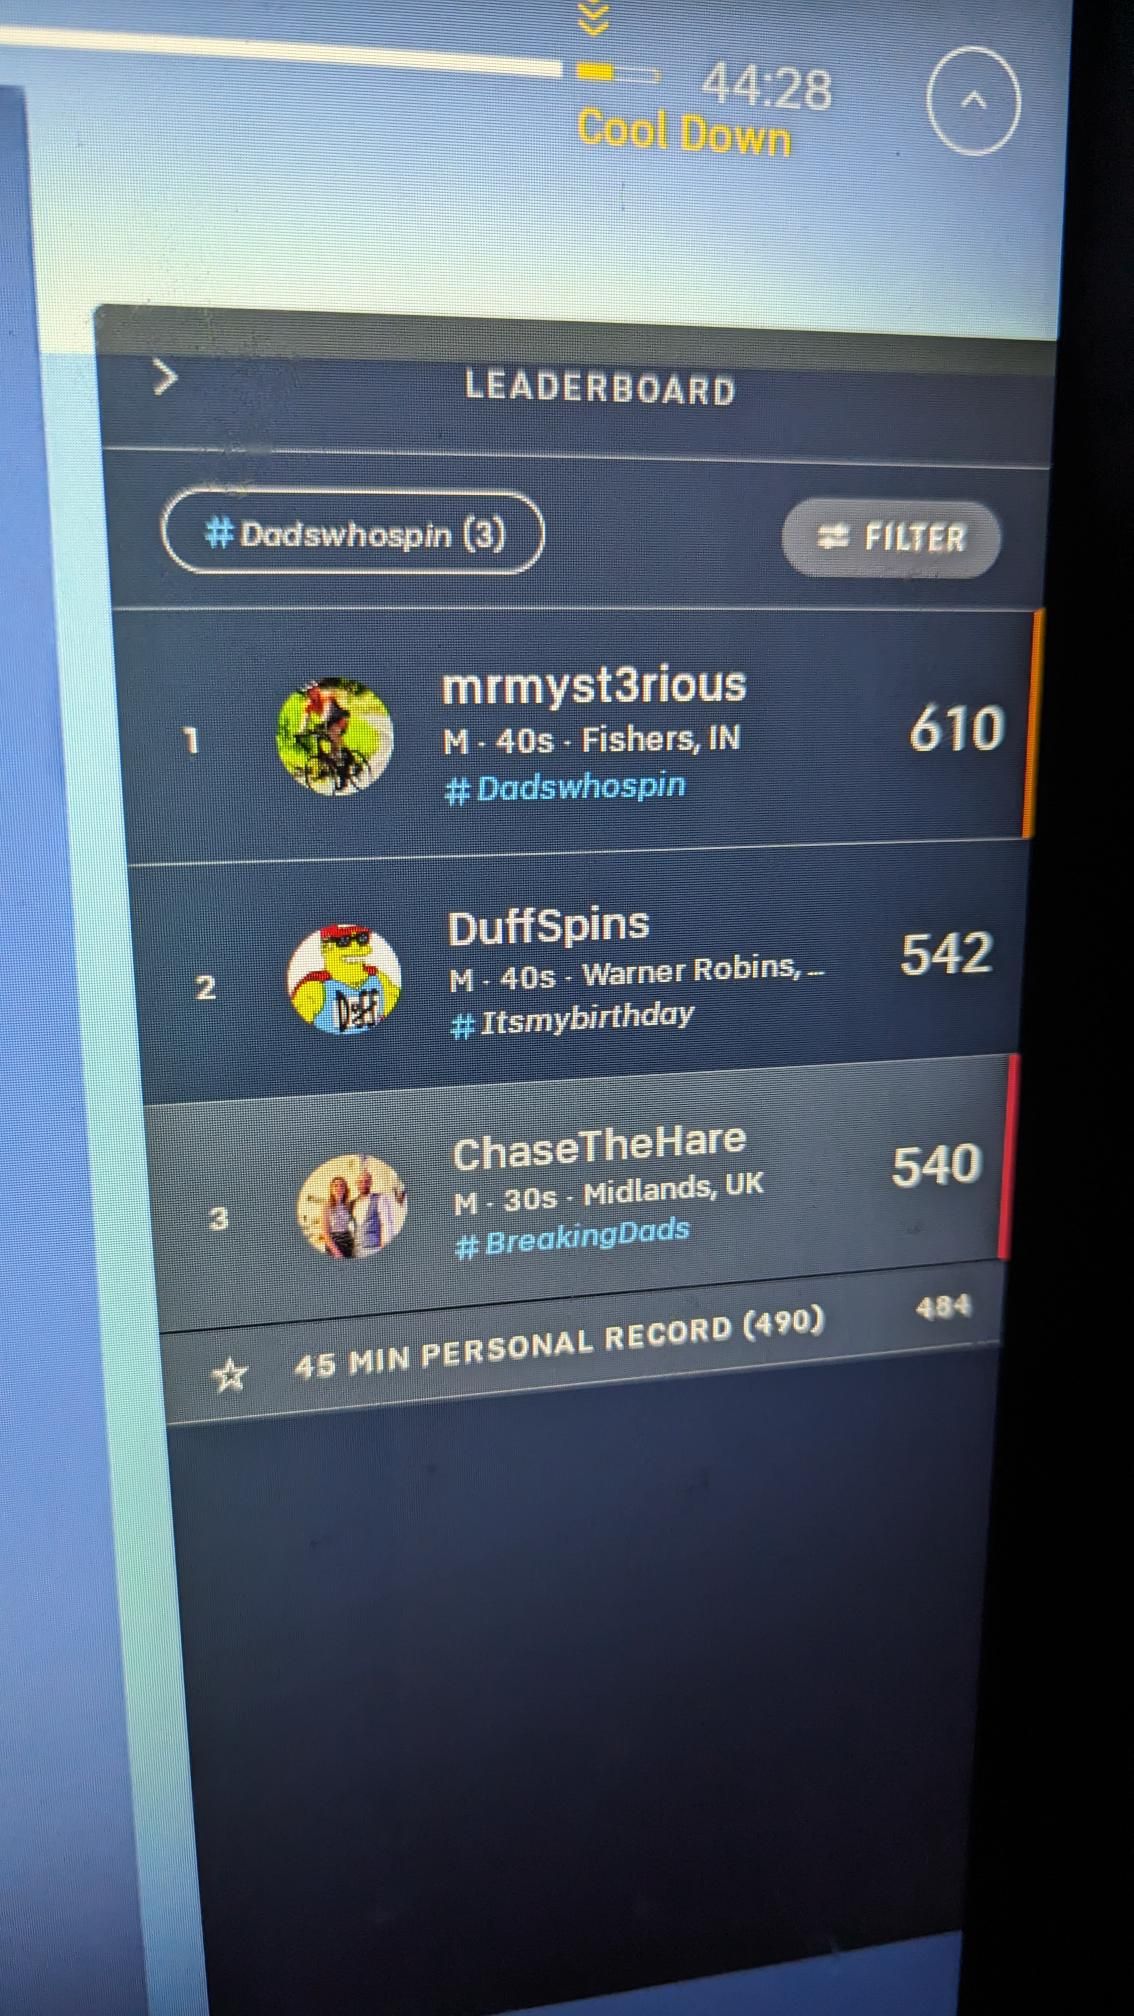 44:28
Cool Down
LEADERBOARD
#Dadswhospin (3)
FILTER
1
mrmyst3rious
M · 40s · Fishers, IN
#Dadswhospin
610
2
DuffSpins
M · 40s · Warner Robins, ...
#Itsmybirthday
542
Duff
3
ChaseTheHare
M · 30s · Midlands, UK
#BreakingDads
540
45 MIN PERSONAL RECORD (490)
484